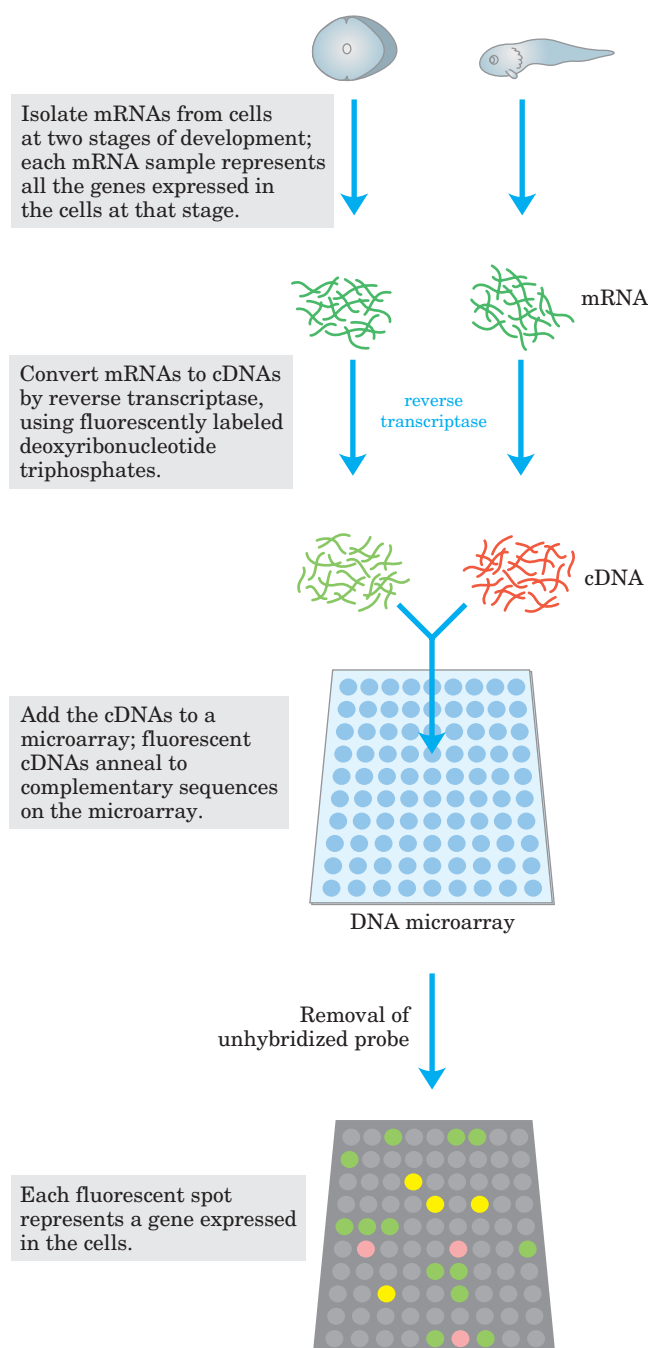 Isolate mRNAs from cells
at two stages of development;
each mRNA sample represents
all the genes expressed in
the cells at that stage.
mRNA
Convert mRNAs to cDNAs
by reverse transcriptase,
using fluorescently labeled
deoxyribonucleotide
triphosphates.
reverse
transcriptase
cDNA
Add the cDNAs to a
microarray; fluorescent
cDNAs anneal to
complementary sequences
on the microarray.
DNA microarray
Removal of
unhybridized probe
Each fluorescent spot
represents a gene expressed
in the cells.